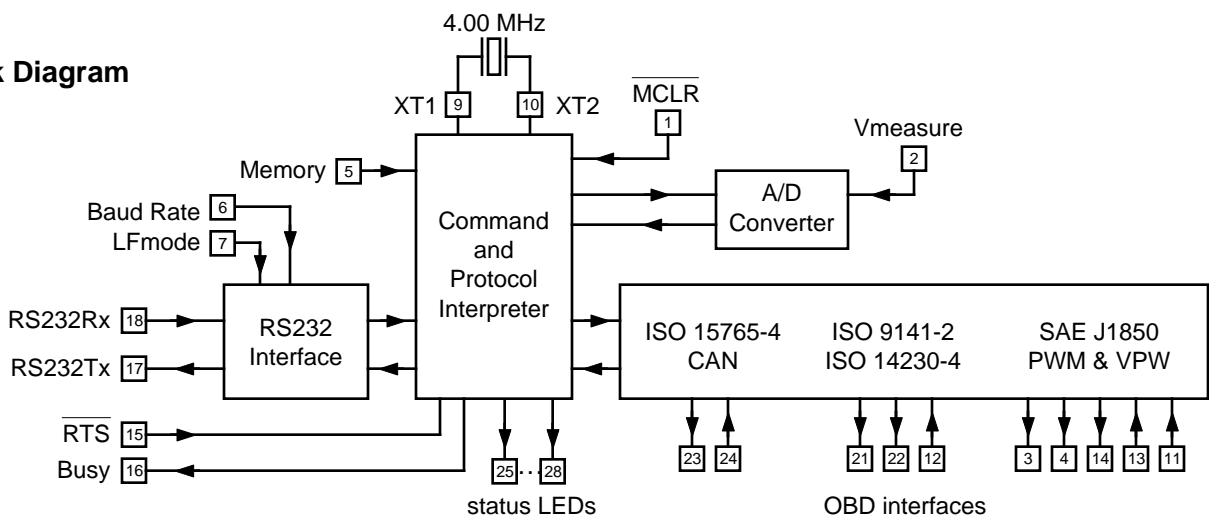 4.00 MHz
k Diagram
XT1 9 10 XT2
MCLR
1
Vmeasure
2
Memory 5
A/D
Converter
Baud Rate 6
LFmode 7
Command
and
Protocol
Interpreter
RS232Rx 18
RS232Tx 17
RS232
Interface
ISO 15765-4
CAN
ISO 9141-2
ISO 14230-4
SAE J1850
PWM & VPW
RTS 15
Busy 16
25...28
status LEDs
23 24
21 22 12
3 4 14 13 11
OBD interfaces